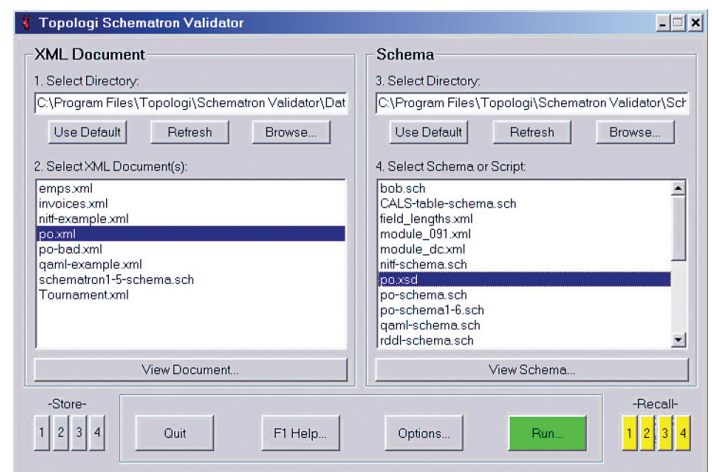 Topologi Schematron Validator
XML Document
1. Select Directory:
C:\Program Files\Topologi\Schematron Validator\Dat
Use Default Refresh Browse...
2. Select XML Document(s):
emps.xml
invoices.xml
nitf-example.xml
po.xml
po-bad.xml
qaml-example.xml
schematron1-5-schema.sch
Tournament.xml
View Document...
Schema
3. Select Directory:
C:\Program Files\Topologi\Schematron Validator\Sch
Use Default Refresh Browse...
4. Select Schema or Script:
bob.sch
CALS-table-schema.sch
field_lengths.xml
module_091.xml
module_dc.xml
nitf-schema.sch
po.xsd
po-schema.sch
po-schema1-6.sch
qaml-schema.sch
rddl-schema.sch
View Schema...
-Store-
1 2 3 4
Quit F1 Help... Options... Run...
-Recall-
1 2 3 4